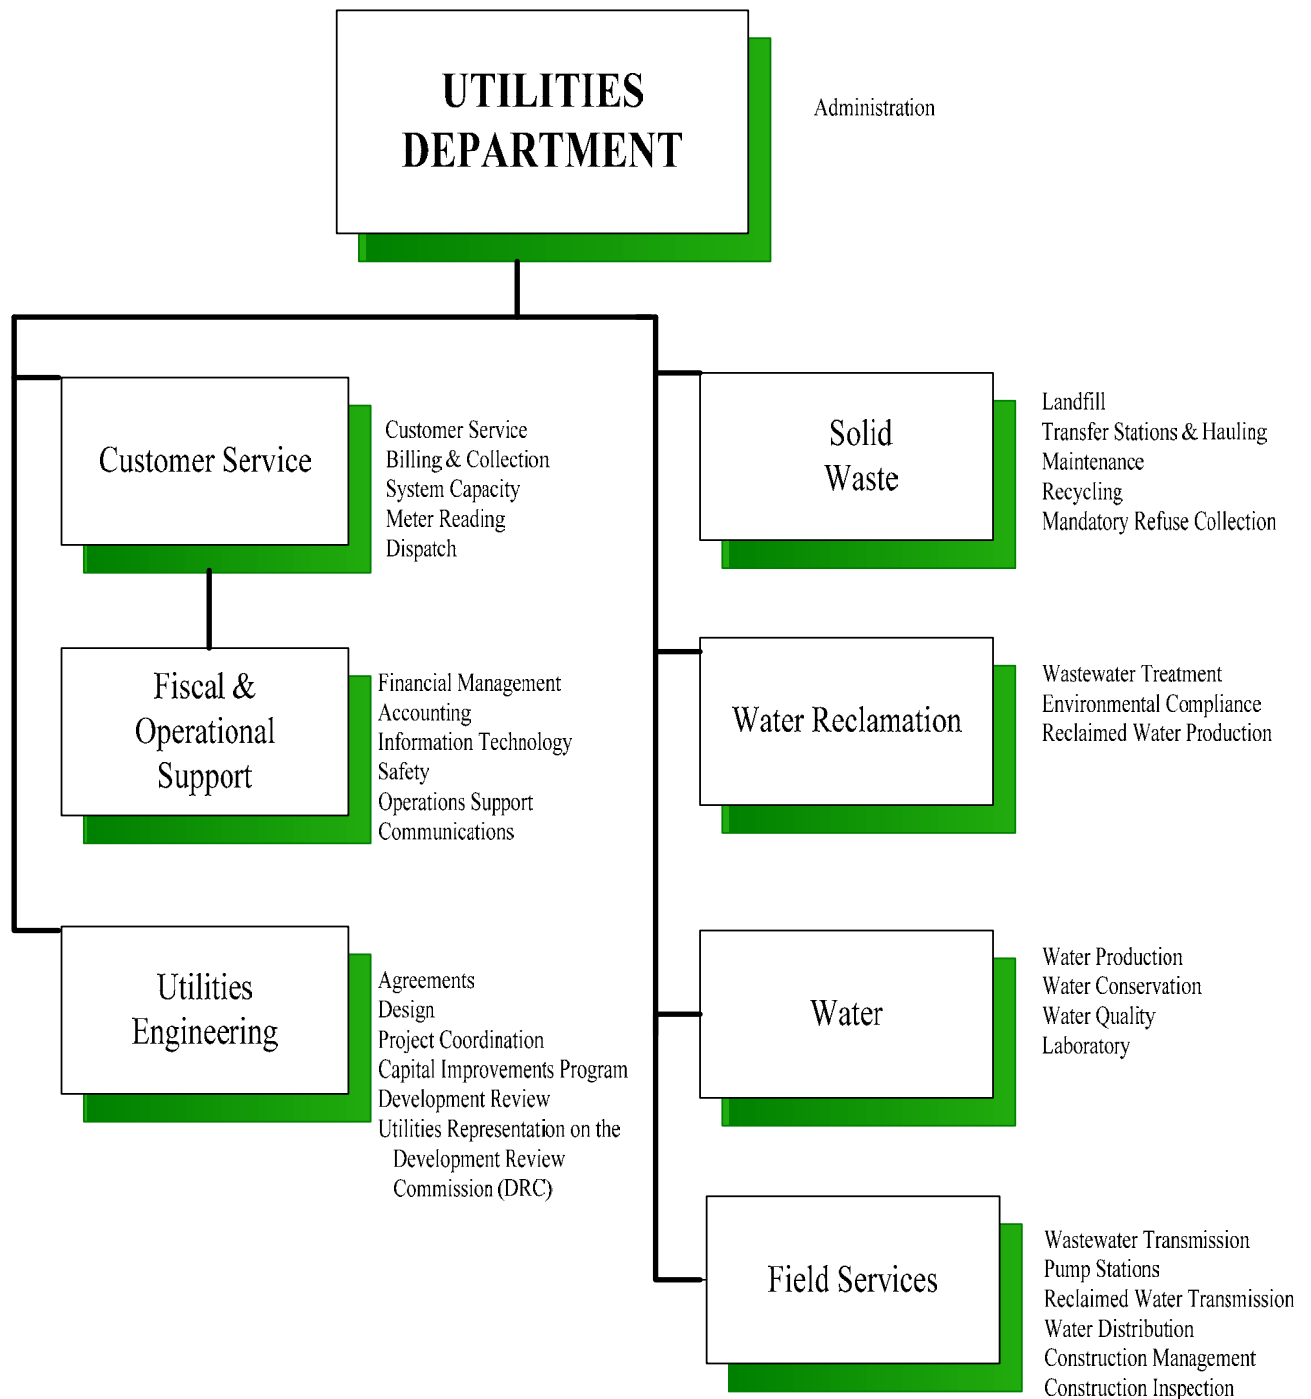 UTILITIES
DEPARTMENT
Administration
Customer Service
Customer Service
Billing & Collection
System Capacity
Meter Reading
Dispatch
Fiscal &
Operational
Support
Financial Management
Accounting
Information Technology
Safety
Operations Support
Communications
Utilities
Engineering
Agreements
Design
Project Coordination
Capital Improvements Program
Development Review
Utilities Representation on the
Development Review
Commission (DRC)
Solid
Waste
Landfill
Transfer Stations & Hauling
Maintenance
Recycling
Mandatory Refuse Collection
Water Reclamation
Wastewater Treatment
Environmental Compliance
Reclaimed Water Production
Water
Water Production
Water Conservation
Water Quality
Laboratory
Field Services
Wastewater Transmission
Pump Stations
Reclaimed Water Transmission
Water Distribution
Construction Management
Construction Inspection